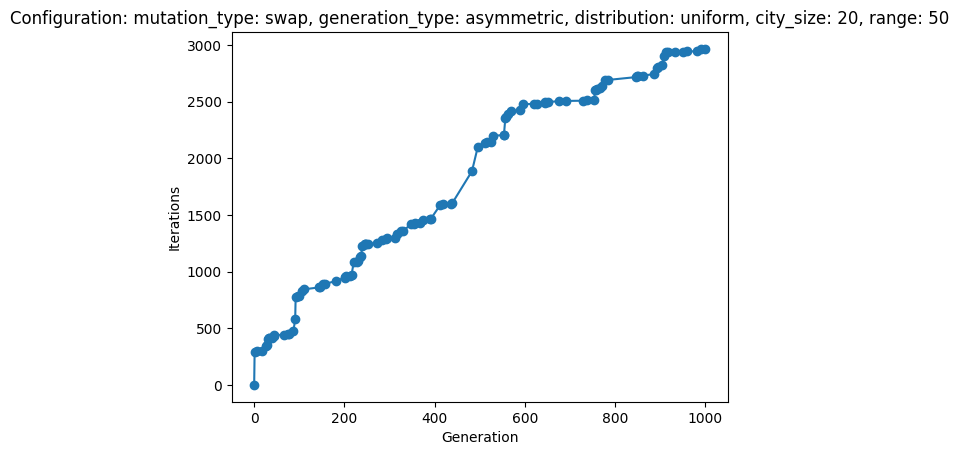 Configuration: mutation_type: swap, generation_type: asymmetric, distribution: uniform, city_size: 20, range: 50
3000
2500
2000
1500
1000
500
0
Iterations
0 200 400 600 800 1000
Generation